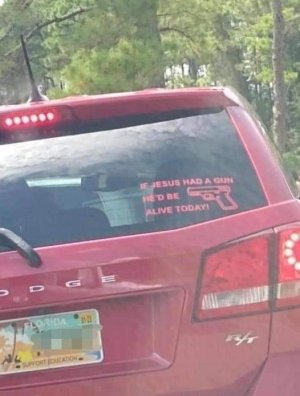 IF JESUS HAD A GUN
HE'D BE
ALIVE TODAY!
DODGE
R/T
FLORIDA
SUPPORT EDUCATION